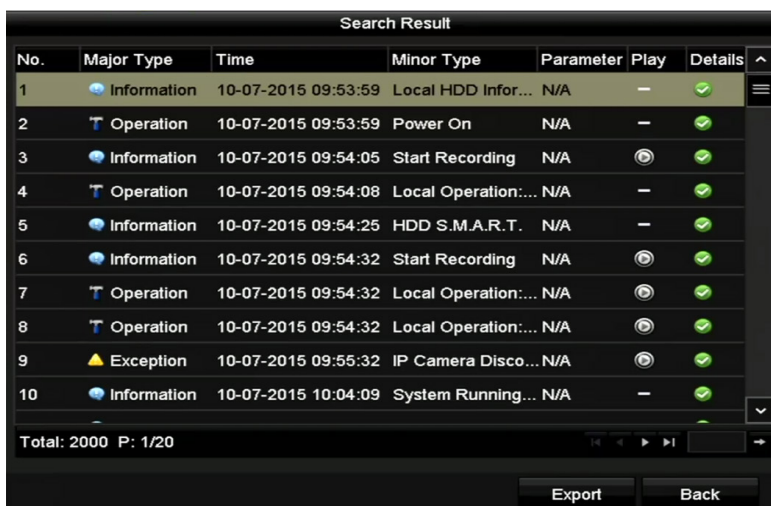 Search Result
No. Major Type Time Minor Type Parameter Play Details
1 Information 10-07-2015 09:53:59 Local HDD Infor... N/A –
2 Operation 10-07-2015 09:53:59 Power On N/A –
3 Information 10-07-2015 09:54:05 Start Recording N/A
4 Operation 10-07-2015 09:54:08 Local Operation:... N/A –
5 Information 10-07-2015 09:54:25 HDD S.M.A.R.T. N/A –
6 Information 10-07-2015 09:54:32 Start Recording N/A
7 Operation 10-07-2015 09:54:32 Local Operation:... N/A
8 Operation 10-07-2015 09:54:32 Local Operation:... N/A
9 Exception 10-07-2015 09:55:32 IP Camera Disco... N/A
10 Information 10-07-2015 10:04:09 System Running... N/A –
Total: 2000 P: 1/20
Export Back